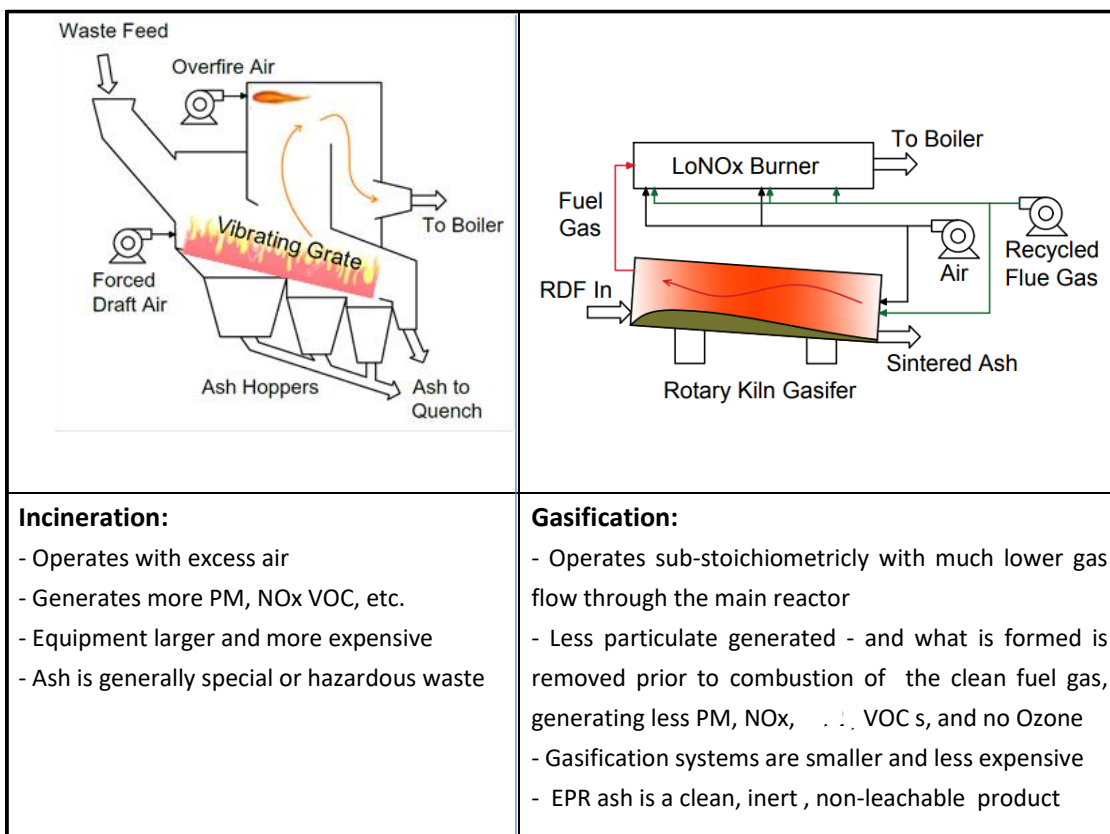 Waste Feed
Overfire Air
Vibrating Grate
To Boiler
Forced
Draft Air
Ash Hoppers
Ash to
Quench
To Boiler
LoNOx Burner
Fuel
Gas
Air
Recycled
Flue Gas
RDF In
Sintered Ash
Rotary Kiln Gasifer
Incineration:
- Operates with excess air
- Generates more PM, NOx VOC, etc.
- Equipment larger and more expensive
- Ash is generally special or hazardous waste
Gasification:
- Operates sub-stoichiometricly with much lower gas
flow through the main reactor
- Less particulate generated - and what is formed is
removed prior to combustion of the clean fuel gas,
generating less PM, NOx, VOC s, and no Ozone
- Gasification systems are smaller and less expensive
- EPR ash is a clean, inert , non-leachable product